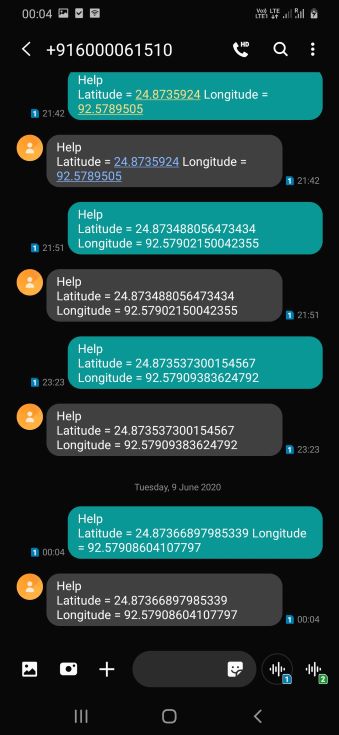 00:04
Vo)) LTE
LTE1
+916000061510
HD
Help
Latitude = 24.8735924 Longitude =
92.5789505
1 21:42
Help
Latitude = 24.8735924 Longitude =
92.5789505
1 21:42
Help
Latitude = 24.873488056473434
Longitude = 92.57902150042355
1 21:51
Help
Latitude = 24.873488056473434
Longitude = 92.57902150042355
1 21:51
Help
Latitude = 24.873537300154567
Longitude = 92.57909383624792
1 23:23
Help
Latitude = 24.873537300154567
Longitude = 92.57909383624792
1 23:23
Tuesday, 9 June 2020
Help
Latitude = 24.87366897985339 Longitude
= 92.57908604107797
1 00:04
Help
Latitude = 24.87366897985339
Longitude = 92.57908604107797
1 00:04
1
2